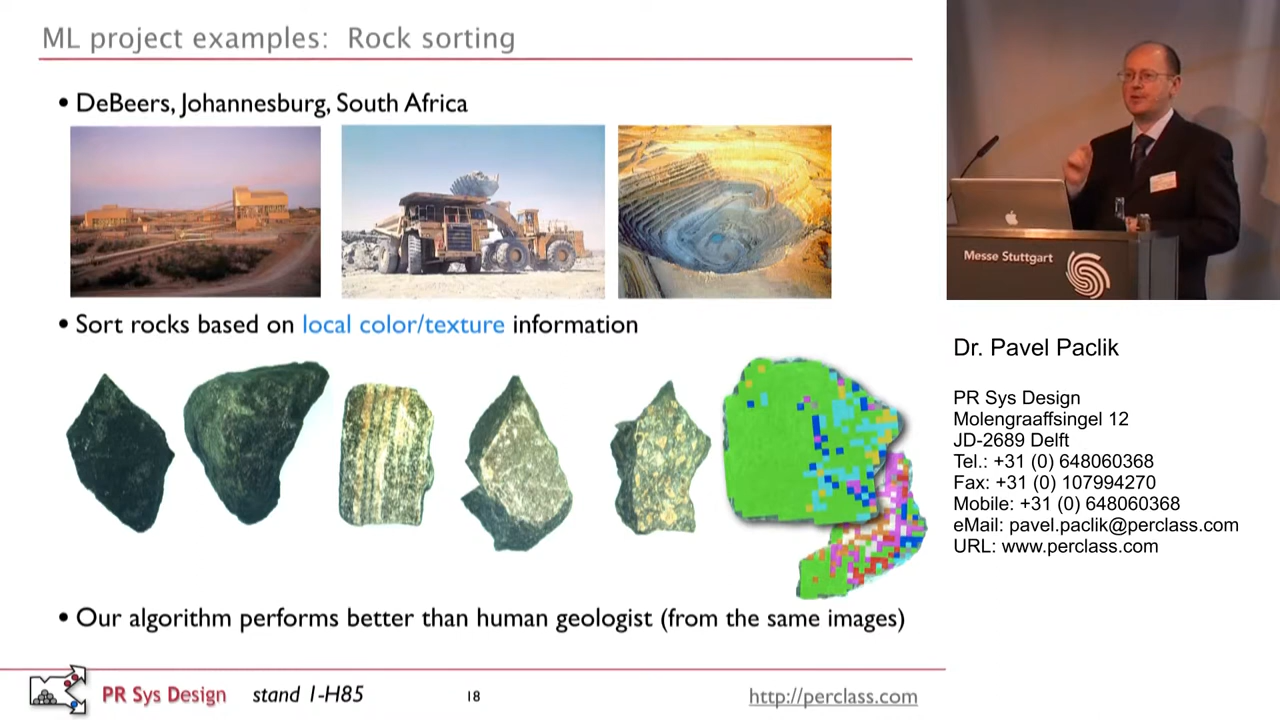 ML project examples: Rock sorting
• DeBeers, Johannesburg, South Africa
• Sort rocks based on local color/texture information
• Our algorithm performs better than human geologist (from the same images)
PR Sys Design
stand 1-H85
18
http://perclass.com
Messe Stuttgart
Dr. Pavel Paclik
PR Sys Design
Molengraaffsingel 12
JD-2689 Delft
Tel.: +31 (0) 648060368
Fax: +31 (0) 107994270
Mobile: +31 (0) 648060368
eMail: pavel.paclik@perclass.com
URL: www.perclass.com